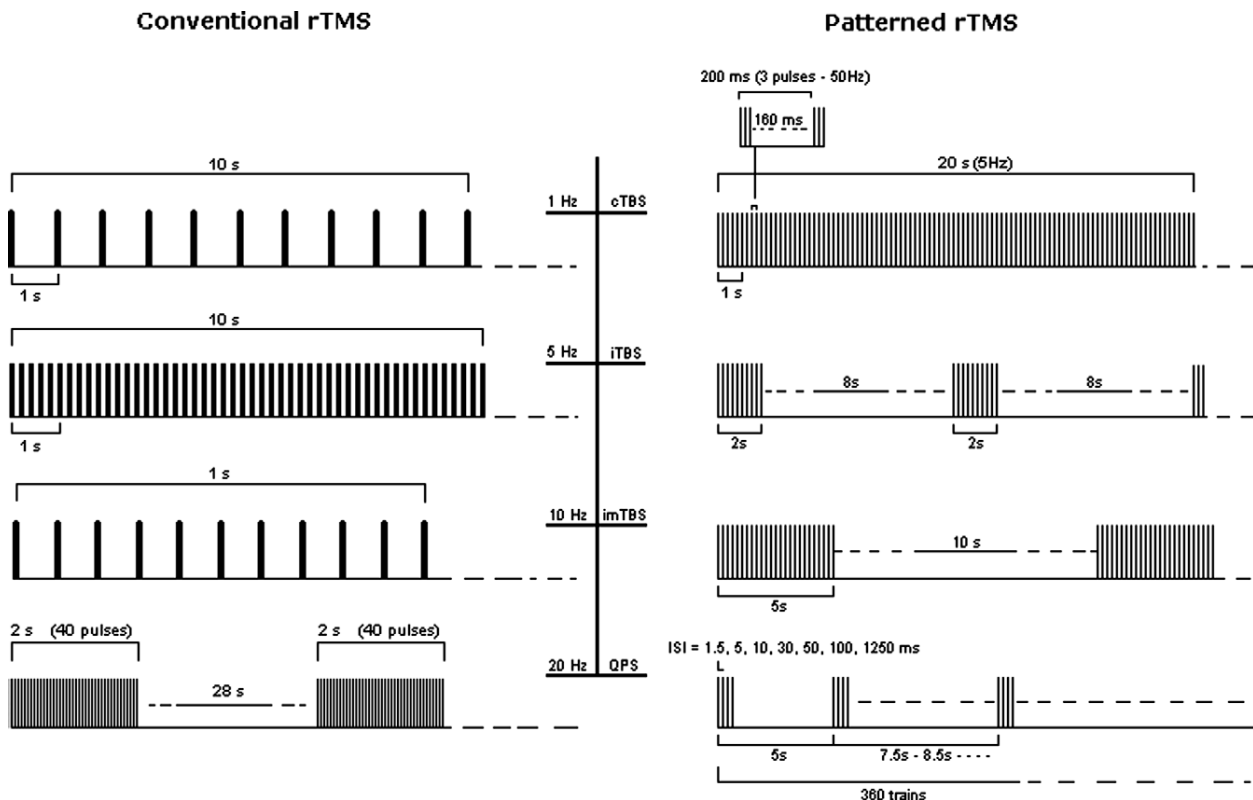 Conventional rTMS
Patterned rTMS
200 ms (3 pulses - 50Hz)
160 ms
10 s
1 Hz
cTBS
20 s (5Hz)
1 s
1 s
10 s
5 Hz
iTBS
8s
8s
1 s
2s
2s
1 s
10 Hz
imTBS
10 s
5s
2 s (40 pulses)
2 s (40 pulses)
28 s
20 Hz
QPS
ISI = 1.5, 5, 10, 30, 50, 100, 1250 ms
5s
7.5s - 8.5s - - - -
360 trains